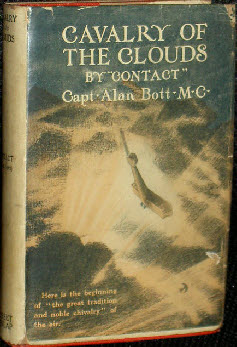 CAVALRY OF
THE CLOUDS
BY "CONTACT"
Capt·Alan Bott·M·C·
Here is the beginning
of "the great tradition
and noble chivalry" of
the air.